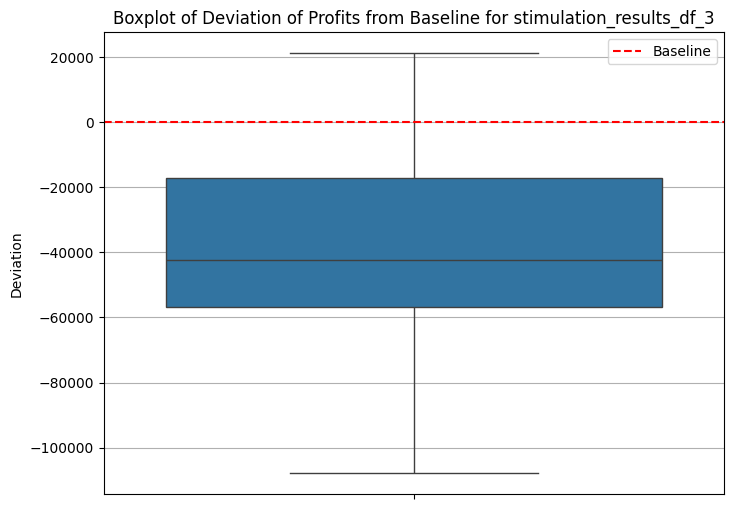 Boxplot of Deviation of Profits from Baseline for stimulation_results_df_3
Baseline
20000
0
−20000
−40000
−60000
−80000
−100000
Deviation